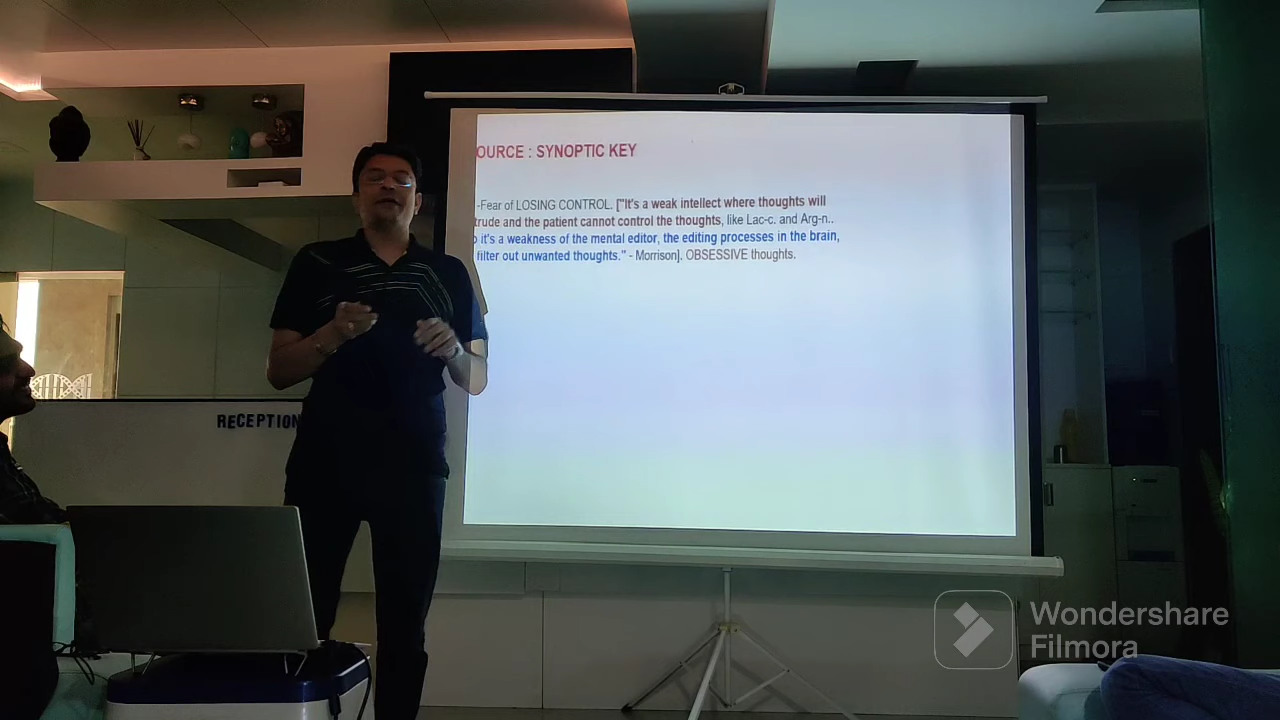 OURCE : SYNOPTIC KEY
-Fear of LOSING CONTROL. ["It's a weak intellect where thoughts will
trude and the patient cannot control the thoughts, like Lac-c. and Arg-n..
it's a weakness of the mental editor, the editing processes in the brain,
filter out unwanted thoughts." - Morrison]. OBSESSIVE thoughts.
RECEPTION
Wondershare
Filmora